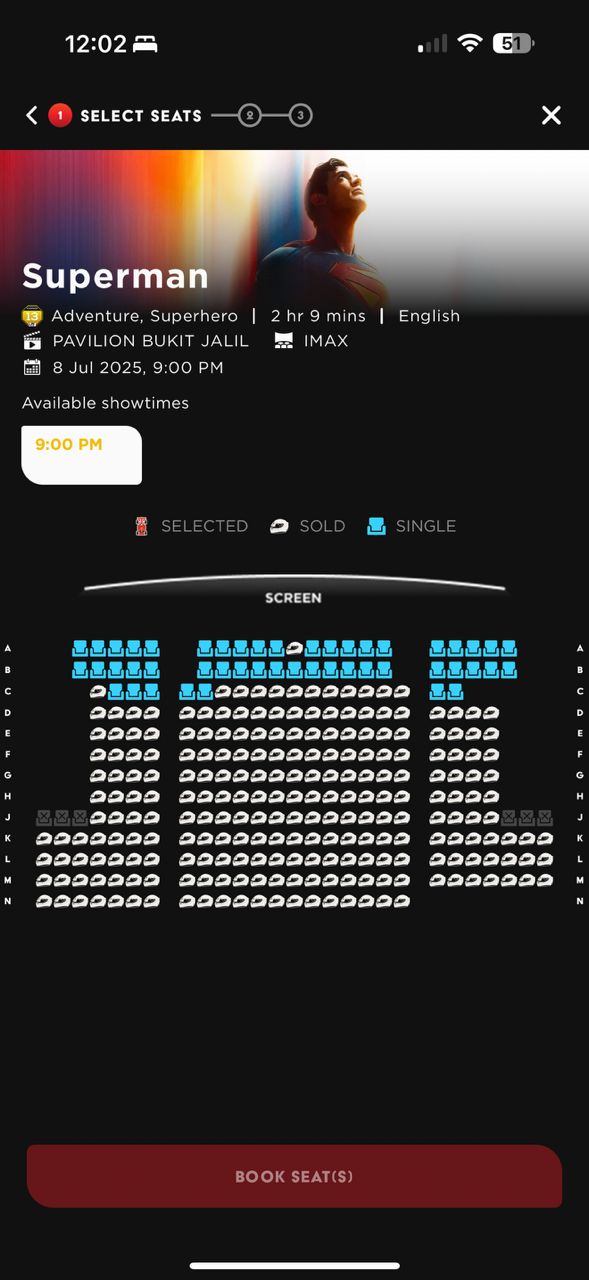 12:02
51
1 SELECT SEATS 2 3
Superman
13 Adventure, Superhero | 2 hr 9 mins | English
PAVILION BUKIT JALIL IMAX
8 Jul 2025, 9:00 PM
Available showtimes
9:00 PM
SELECTED SOLD SINGLE
SCREEN
A A
B B
C C
D D
E E
F F
G G
H H
J J
K K
L L
M M
N N
BOOK SEAT(S)